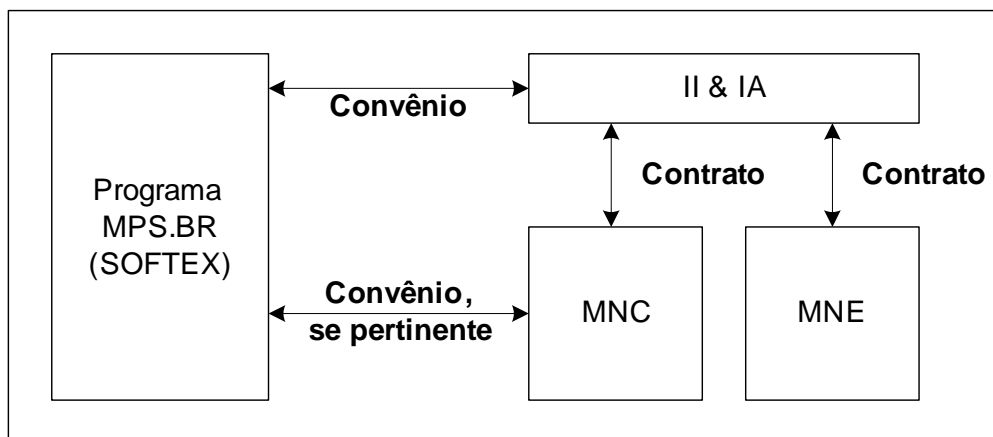 Programa
MPS.BR
(SOFTEX)
Convênio
II & IA
Contrato
Contrato
Convênio,
se pertinente
MNC
MNE